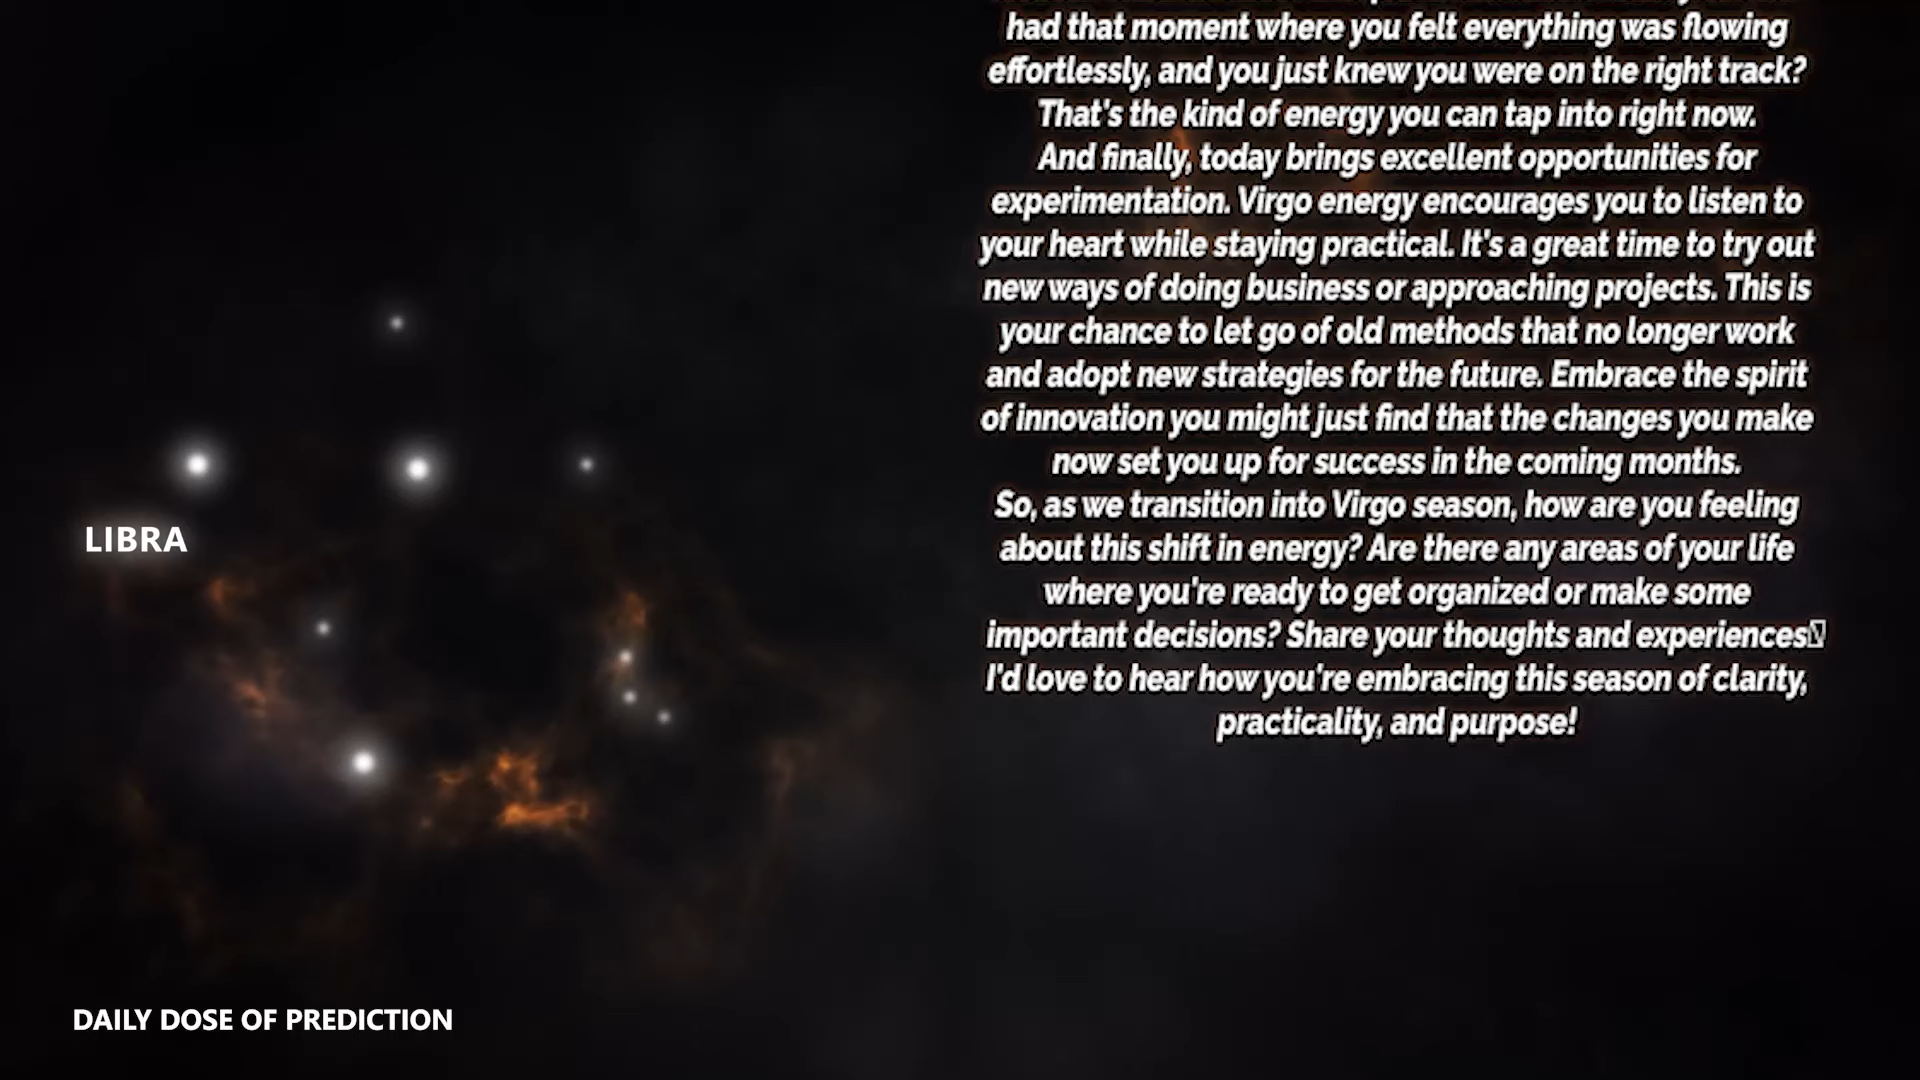 had that moment where you felt everything was flowing
effortlessly, and you just knew you were on the right track?
That's the kind of energy you can tap into right now.
And finally, today brings excellent opportunities for
experimentation. Virgo energy encourages you to listen to
your heart while staying practical. It's a great time to try out
new ways of doing business or approaching projects. This is
your chance to let go of old methods that no longer work
and adopt new strategies for the future. Embrace the spirit
of innovation you might just find that the changes you make
now set you up for success in the coming months.
So, as we transition into Virgo season, how are you feeling
about this shift in energy? Are there any areas of your life
where you're ready to get organized or make some
important decisions? Share your thoughts and experiences
I'd love to hear how you're embracing this season of clarity,
practicality, and purpose!
LIBRA
DAILY DOSE OF PREDICTION